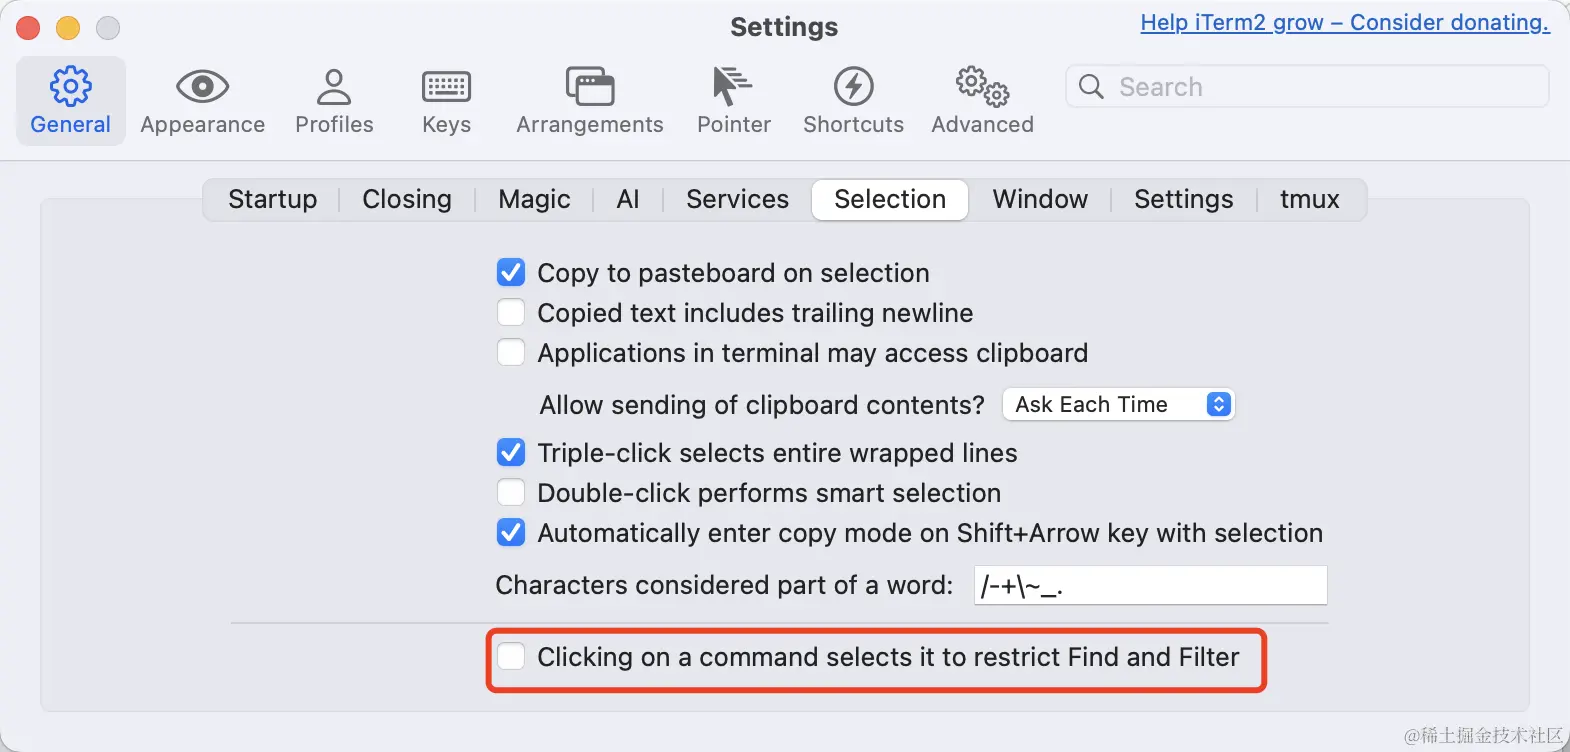 Settings
Help iTerm2 grow – Consider donating.
General Appearance Profiles Keys Arrangements Pointer Shortcuts Advanced Search
Startup Closing Magic AI Services Selection Window Settings tmux
Copy to pasteboard on selection
Copied text includes trailing newline
Applications in terminal may access clipboard
Allow sending of clipboard contents? Ask Each Time
Triple-click selects entire wrapped lines
Double-click performs smart selection
Automatically enter copy mode on Shift+Arrow key with selection
Characters considered part of a word: /-+\~_.
Clicking on a command selects it to restrict Find and Filter
@稀土掘金技术社区